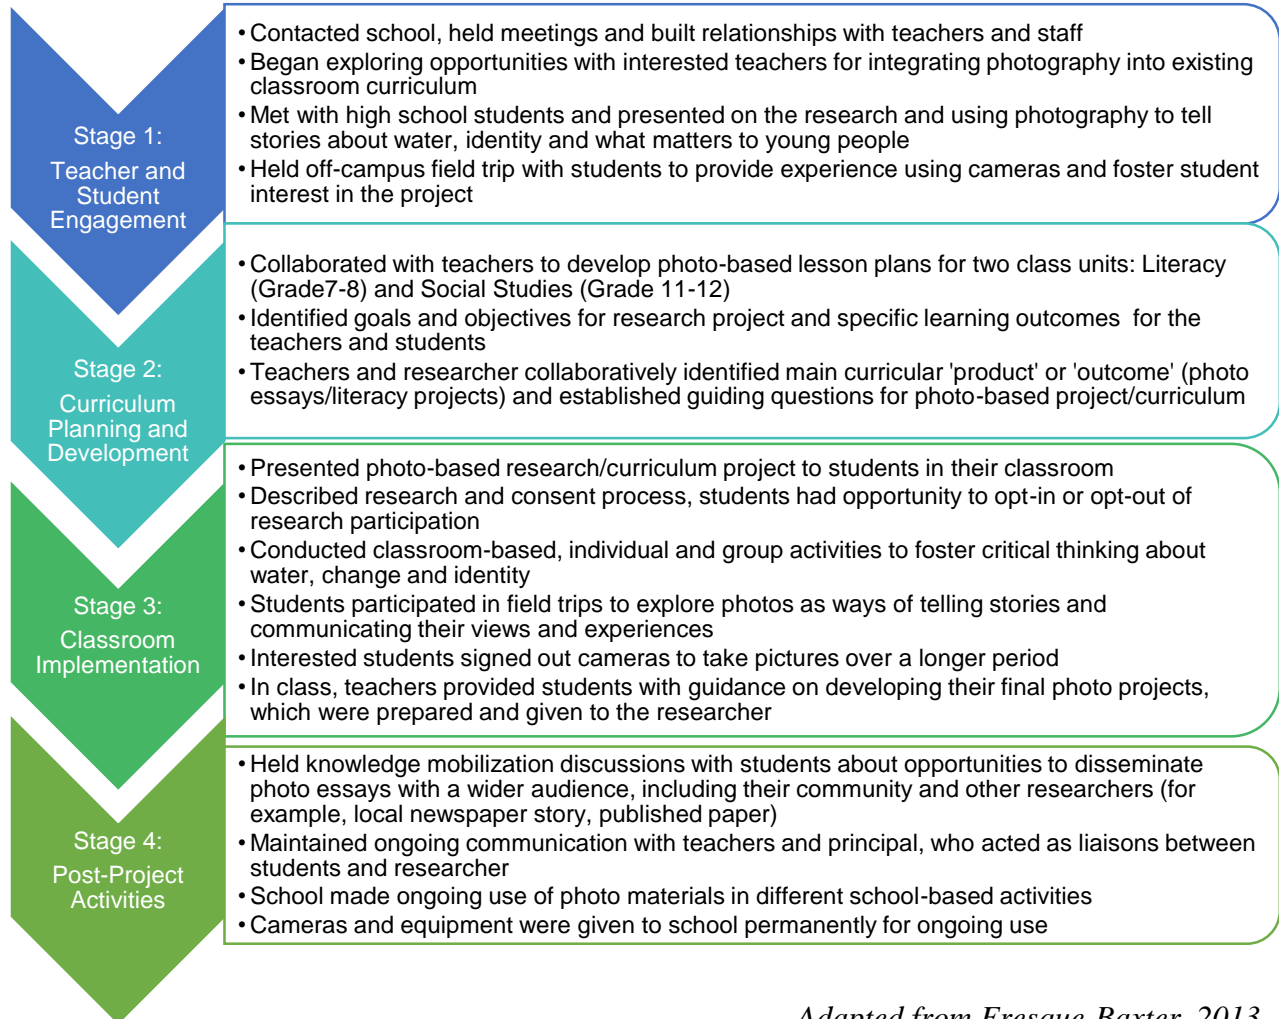 Stage 1:
Teacher and
Student
Engagement
• Contacted school, held meetings and built relationships with teachers and staff
• Began exploring opportunities with interested teachers for integrating photography into existing
classroom curriculum
• Met with high school students and presented on the research and using photography to tell
stories about water, identity and what matters to young people
• Held off-campus field trip with students to provide experience using cameras and foster student
interest in the project
Stage 2:
Curriculum
Planning and
Development
• Collaborated with teachers to develop photo-based lesson plans for two class units: Literacy
(Grade7-8) and Social Studies (Grade 11-12)
• Identified goals and objectives for research project and specific learning outcomes for the
teachers and students
• Teachers and researcher collaboratively identified main curricular 'product' or 'outcome' (photo
essays/literacy projects) and established guiding questions for photo-based project/curriculum
Stage 3:
Classroom
Implementation
• Presented photo-based research/curriculum project to students in their classroom
• Described research and consent process, students had opportunity to opt-in or opt-out of
research participation
• Conducted classroom-based, individual and group activities to foster critical thinking about
water, change and identity
• Students participated in field trips to explore photos as ways of telling stories and
communicating their views and experiences
• Interested students signed out cameras to take pictures over a longer period
• In class, teachers provided students with guidance on developing their final photo projects,
which were prepared and given to the researcher
Stage 4:
Post-Project
Activities
• Held knowledge mobilization discussions with students about opportunities to disseminate
photo essays with a wider audience, including their community and other researchers (for
example, local newspaper story, published paper)
• Maintained ongoing communication with teachers and principal, who acted as liaisons between
students and researcher
• School made ongoing use of photo materials in different school-based activities
• Cameras and equipment were given to school permanently for ongoing use
Adapted from Fresque-Baxter, 2013